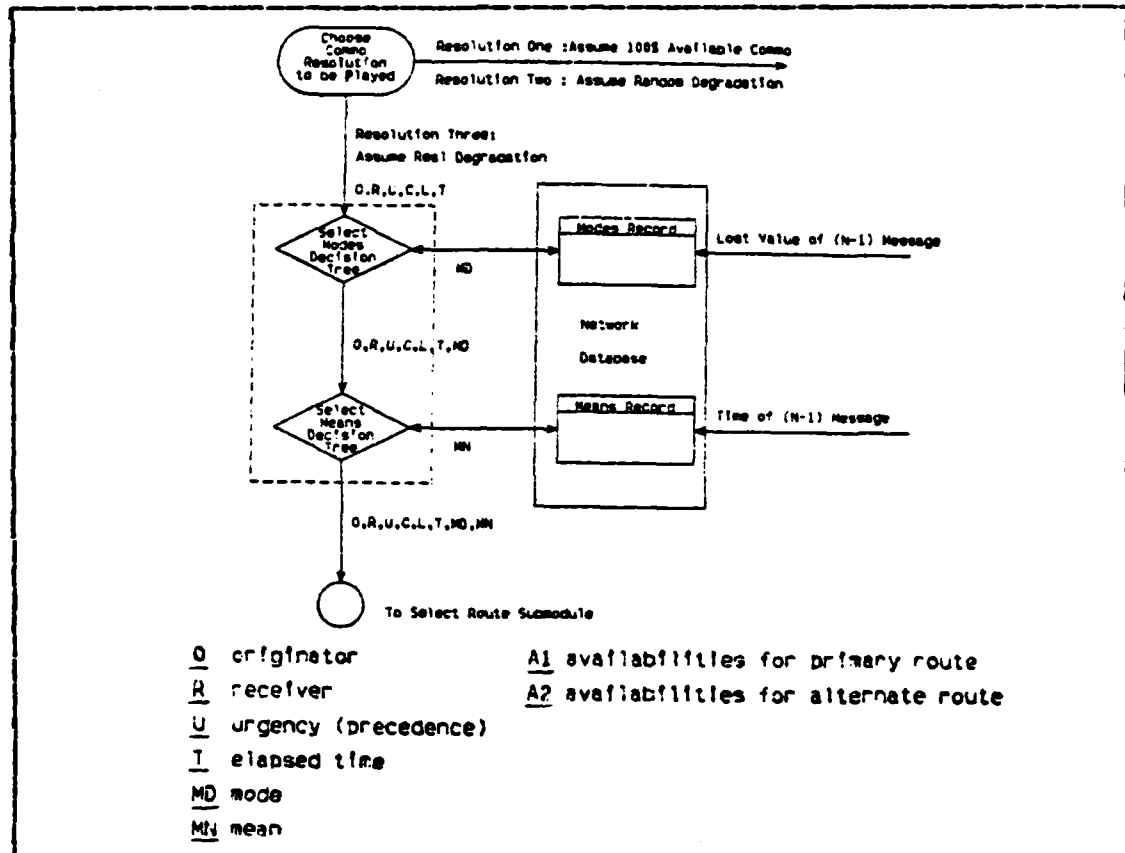 Choose
Commo
Resolution
to be Played
Resolution One :Assume 100% Available Commo
Resolution Two : Assume Random Degradation
Resolution Three:
Assume Real Degradation
O,R,U,C,L,T
Select
Modes
Decision
Tree
MD
Modes Record
Lost Value of (N-1) Message
Network
Database
O,R,U,C,L,T,MD
Select
Means
Decision
Tree
MN
Means Record
Time of (N-1) Message
O,R,U,C,L,T,MD,MN
To Select Route Submodule
O originator
R receiver
U urgency (precedence)
T elapsed time
MD mode
MN mean
A1 availabilities for primary route
A2 availabilities for alternate route